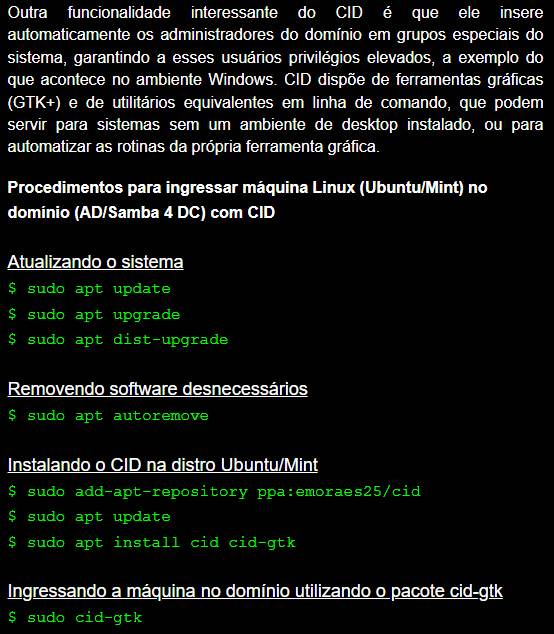 Outra funcionalidade interessante do CID é que ele insere
automaticamente os administradores do domínio em grupos especiais do
sistema, garantindo a esses usuários privilégios elevados, a exemplo do
que acontece no ambiente Windows. CID dispõe de ferramentas gráficas
(GTK+) e de utilitários equivalentes em linha de comando, que podem
servir para sistemas sem um ambiente de desktop instalado, ou para
automatizar as rotinas da própria ferramenta gráfica.
Procedimentos para ingressar máquina Linux (Ubuntu/Mint) no
domínio (AD/Samba 4 DC) com CID
Atualizando o sistema
$ sudo apt update
$ sudo apt upgrade
$ sudo apt dist-upgrade
Removendo software desnecessários
$ sudo apt autoremove
Instalando o CID na distro Ubuntu/Mint
$ sudo add-apt-repository ppa:emoraes25/cid
$ sudo apt update
$ sudo apt install cid cid-gtk
Ingressando a máquina no domínio utilizando o pacote cid-gtk
$ sudo cid-gtk